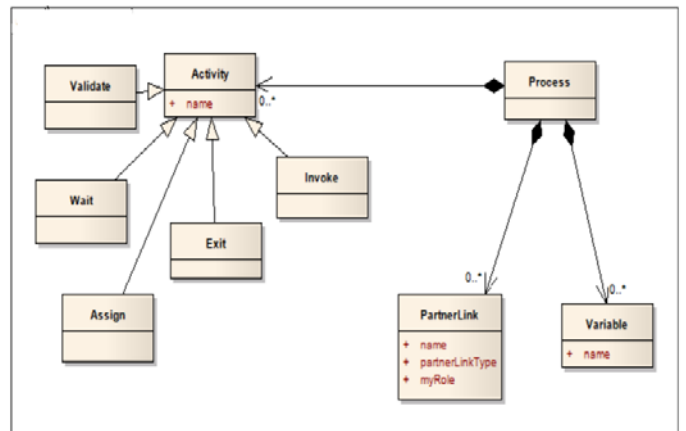 Activity
+ name
Validate
Process
0..*
Invoke
Wait
Exit
Assign
0..*
0..*
PartnerLink
+ name
+ partnerLinkType
+ myRole
Variable
+ name